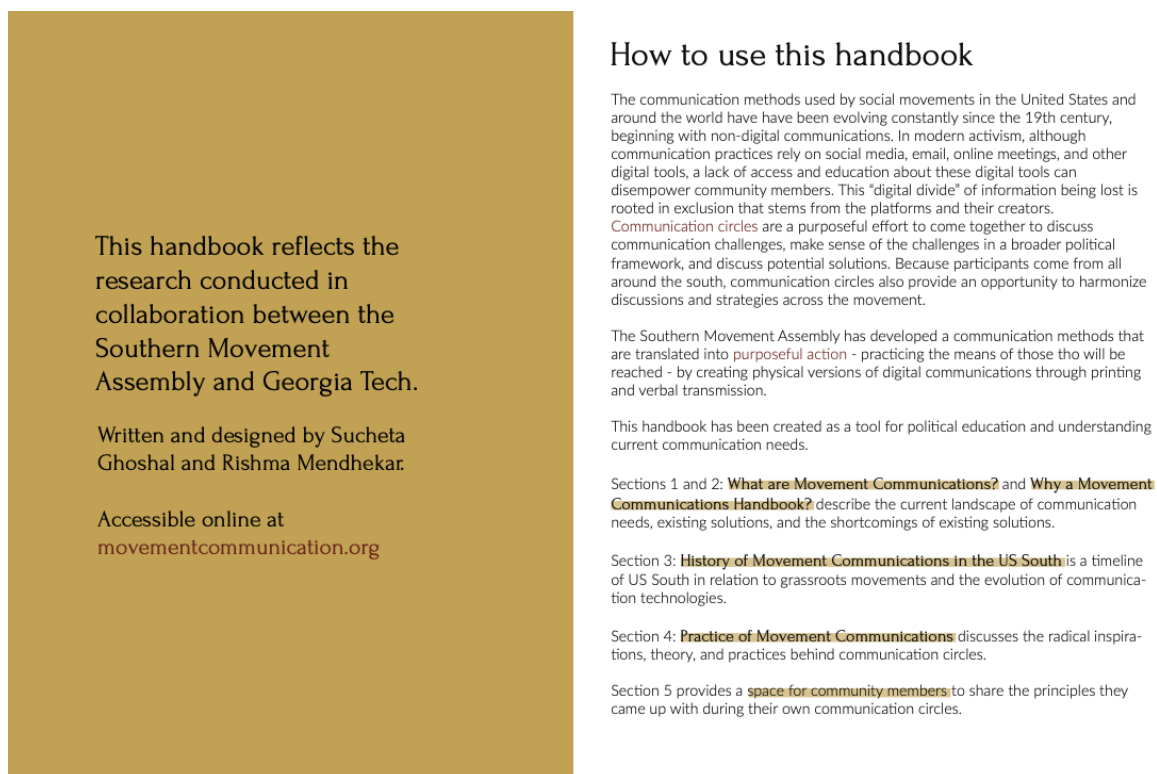 This handbook reflects the
research conducted in
collaboration between the
Southern Movement
Assembly and Georgia Tech.
Written and designed by Sucheta
Ghoshal and Rishma Mendhekar.
Accessible online at
movementcommunication.org
How to use this handbook
The communication methods used by social movements in the United States and
around the world have have been evolving constantly since the 19th century,
beginning with non-digital communications. In modern activism, although
communication practices rely on social media, email, online meetings, and other
digital tools, a lack of access and education about these digital tools can
disempower community members. This “digital divide” of information being lost is
rooted in exclusion that stems from the platforms and their creators.
Communication circles are a purposeful effort to come together to discuss
communication challenges, make sense of the challenges in a broader political
framework, and discuss potential solutions. Because participants come from all
around the south, communication circles also provide an opportunity to harmonize
discussions and strategies across the movement.
The Southern Movement Assembly has developed a communication methods that
are translated into purposeful action - practicing the means of those tho will be
reached - by creating physical versions of digital communications through printing
and verbal transmission.
This handbook has been created as a tool for political education and understanding
current communication needs.
Sections 1 and 2: What are Movement Communications? and Why a Movement
Communications Handbook? describe the current landscape of communication
needs, existing solutions, and the shortcomings of existing solutions.
Section 3: History of Movement Communications in the US South is a timeline
of US South in relation to grassroots movements and the evolution of communica-
tion technologies.
Section 4: Practice of Movement Communications discusses the radical inspira-
tions, theory, and practices behind communication circles.
Section 5 provides a space for community members to share the principles they
came up with during their own communication circles.